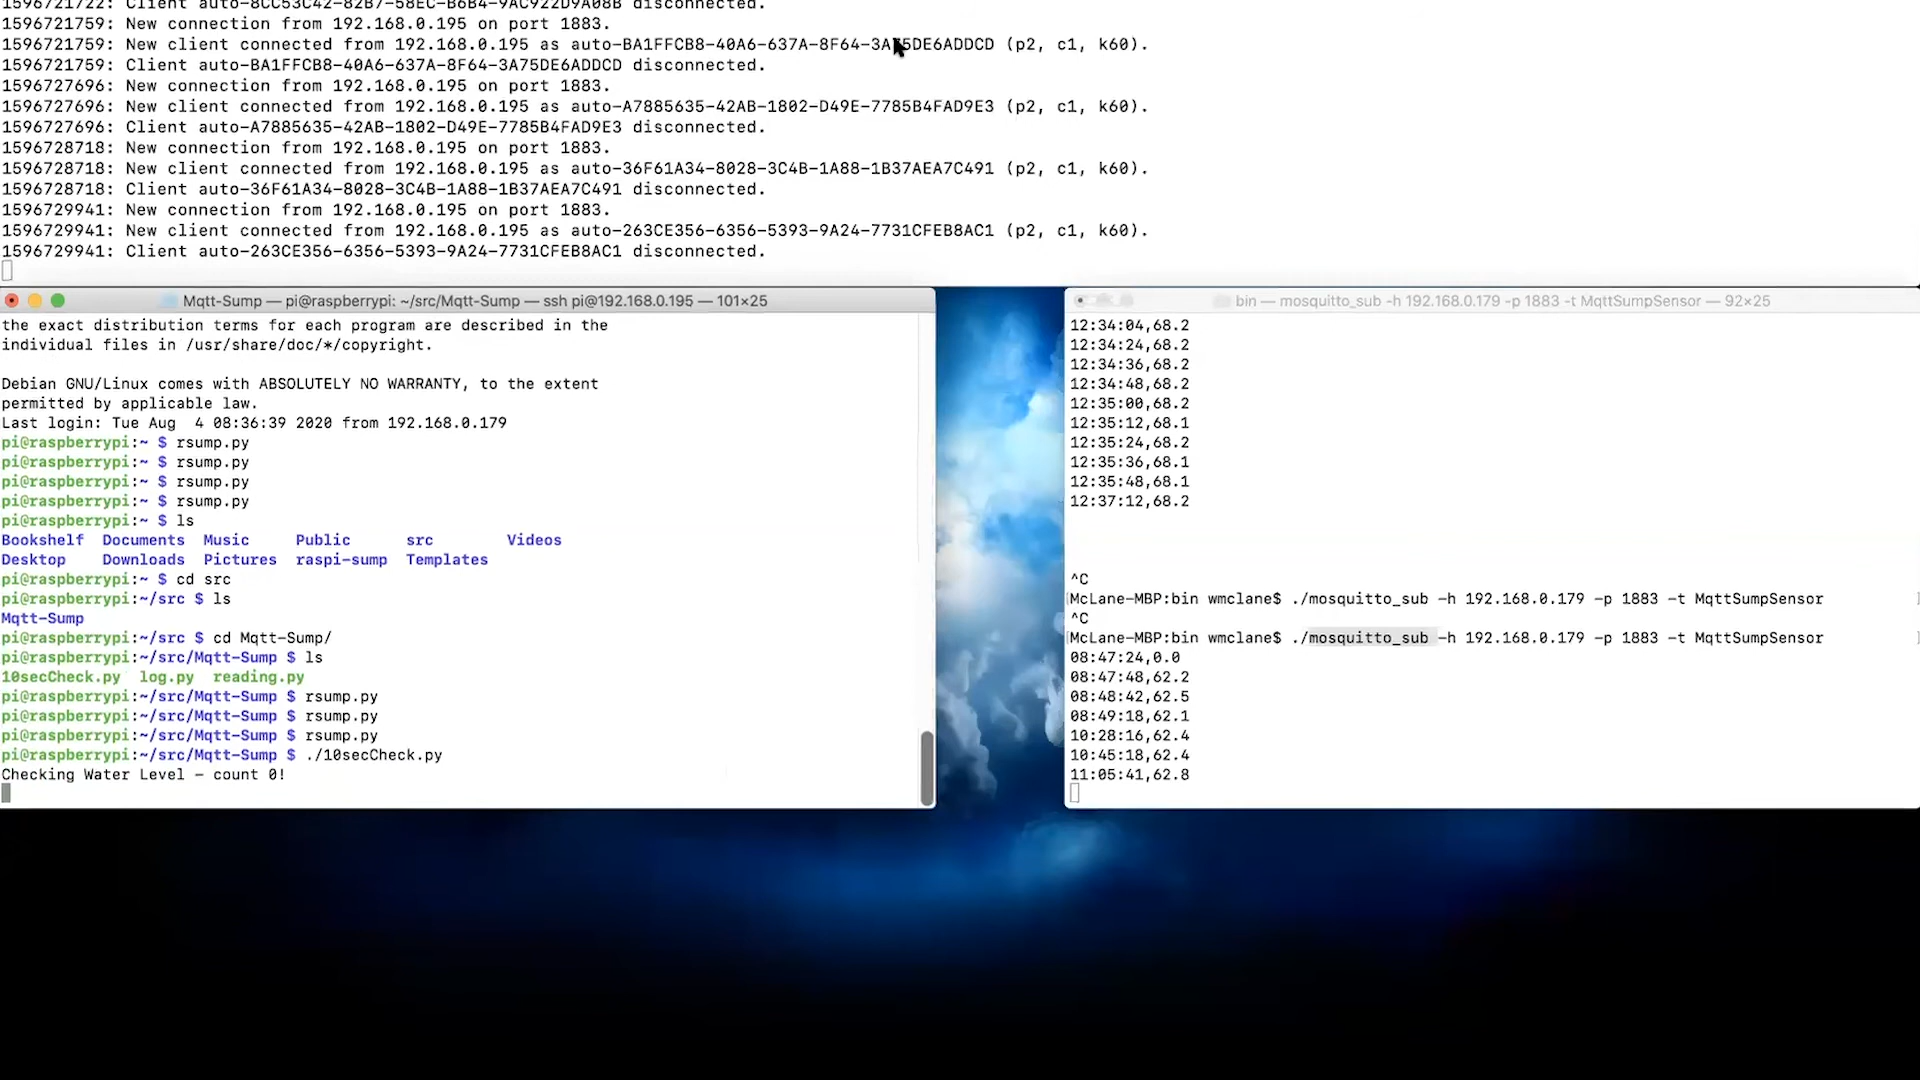 1596721722: Client auto-8CC53C42-82B7-58EC-B6B4-9AC922D9A08B disconnected.
1596721759: New connection from 192.168.0.195 on port 1883.
1596721759: New client connected from 192.168.0.195 as auto-BA1FFCB8-40A6-637A-8F64-3A75DE6ADDCD (p2, c1, k60).
1596721759: Client auto-BA1FFCB8-40A6-637A-8F64-3A75DE6ADDCD disconnected.
1596727696: New connection from 192.168.0.195 on port 1883.
1596727696: New client connected from 192.168.0.195 as auto-A7885635-42AB-1802-D49E-7785B4FAD9E3 (p2, c1, k60).
1596727696: Client auto-A7885635-42AB-1802-D49E-7785B4FAD9E3 disconnected.
1596728718: New connection from 192.168.0.195 on port 1883.
1596728718: New client connected from 192.168.0.195 as auto-36F61A34-8028-3C4B-1A88-1B37AEA7C491 (p2, c1, k60).
1596728718: Client auto-36F61A34-8028-3C4B-1A88-1B37AEA7C491 disconnected.
1596729941: New connection from 192.168.0.195 on port 1883.
1596729941: New client connected from 192.168.0.195 as auto-263CE356-6356-5393-9A24-7731CFEB8AC1 (p2, c1, k60).
1596729941: Client auto-263CE356-6356-5393-9A24-7731CFEB8AC1 disconnected.
Mqtt-Sump — pi@raspberrypi: ~/src/Mqtt-Sump — ssh pi@192.168.0.195 — 101×25
the exact distribution terms for each program are described in the
individual files in /usr/share/doc/*/copyright.
Debian GNU/Linux comes with ABSOLUTELY NO WARRANTY, to the extent
permitted by applicable law.
Last login: Tue Aug  4 08:36:39 2020 from 192.168.0.179
pi@raspberrypi:~ $ rsump.py
pi@raspberrypi:~ $ rsump.py
pi@raspberrypi:~ $ rsump.py
pi@raspberrypi:~ $ rsump.py
pi@raspberrypi:~ $ ls
Bookshelf  Documents  Music     Public      src        Videos
Desktop    Downloads  Pictures  raspi-sump  Templates
pi@raspberrypi:~ $ cd src
pi@raspberrypi:~/src $ ls
Mqtt-Sump
pi@raspberrypi:~/src $ cd Mqtt-Sump/
pi@raspberrypi:~/src/Mqtt-Sump $ ls
10secCheck.py  log.py  reading.py
pi@raspberrypi:~/src/Mqtt-Sump $ rsump.py
pi@raspberrypi:~/src/Mqtt-Sump $ rsump.py
pi@raspberrypi:~/src/Mqtt-Sump $ rsump.py
pi@raspberrypi:~/src/Mqtt-Sump $ ./10secCheck.py
Checking Water Level - count 0!
bin — mosquitto_sub -h 192.168.0.179 -p 1883 -t MqttSumpSensor — 92×25
12:34:04,68.2
12:34:24,68.2
12:34:36,68.2
12:34:48,68.2
12:35:00,68.2
12:35:12,68.1
12:35:24,68.2
12:35:36,68.1
12:35:48,68.1
12:37:12,68.2
^C
McLane-MBP:bin wmclane$ ./mosquitto_sub -h 192.168.0.179 -p 1883 -t MqttSumpSensor
^C
McLane-MBP:bin wmclane$ ./mosquitto_sub -h 192.168.0.179 -p 1883 -t MqttSumpSensor
08:47:24,0.0
08:47:48,62.2
08:48:42,62.5
08:49:18,62.1
10:28:16,62.4
10:45:18,62.4
11:05:41,62.8